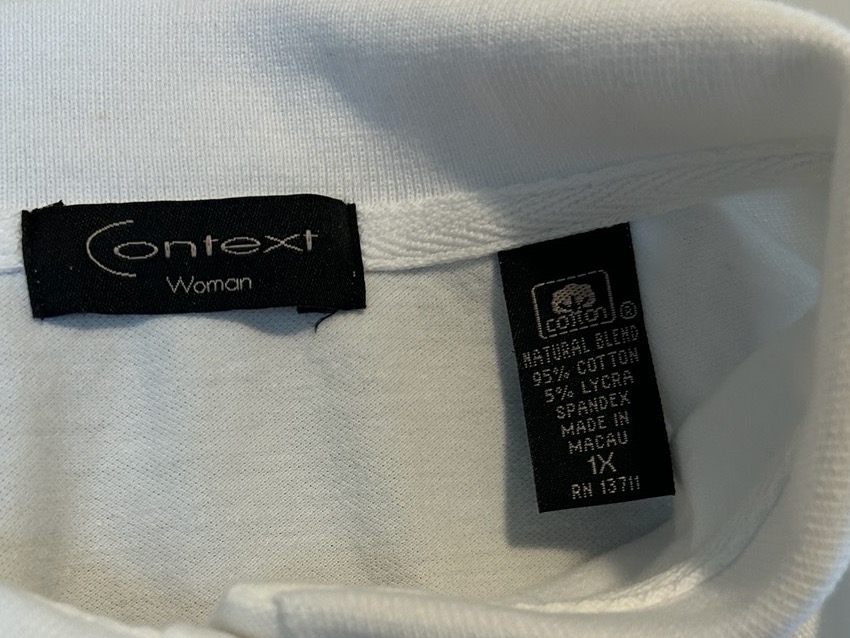 Context
Woman
cotton
®
NATURAL BLEND
95% COTTON
5% LYCRA
SPANDEX
MADE IN
MACAU
1X
RN 13711